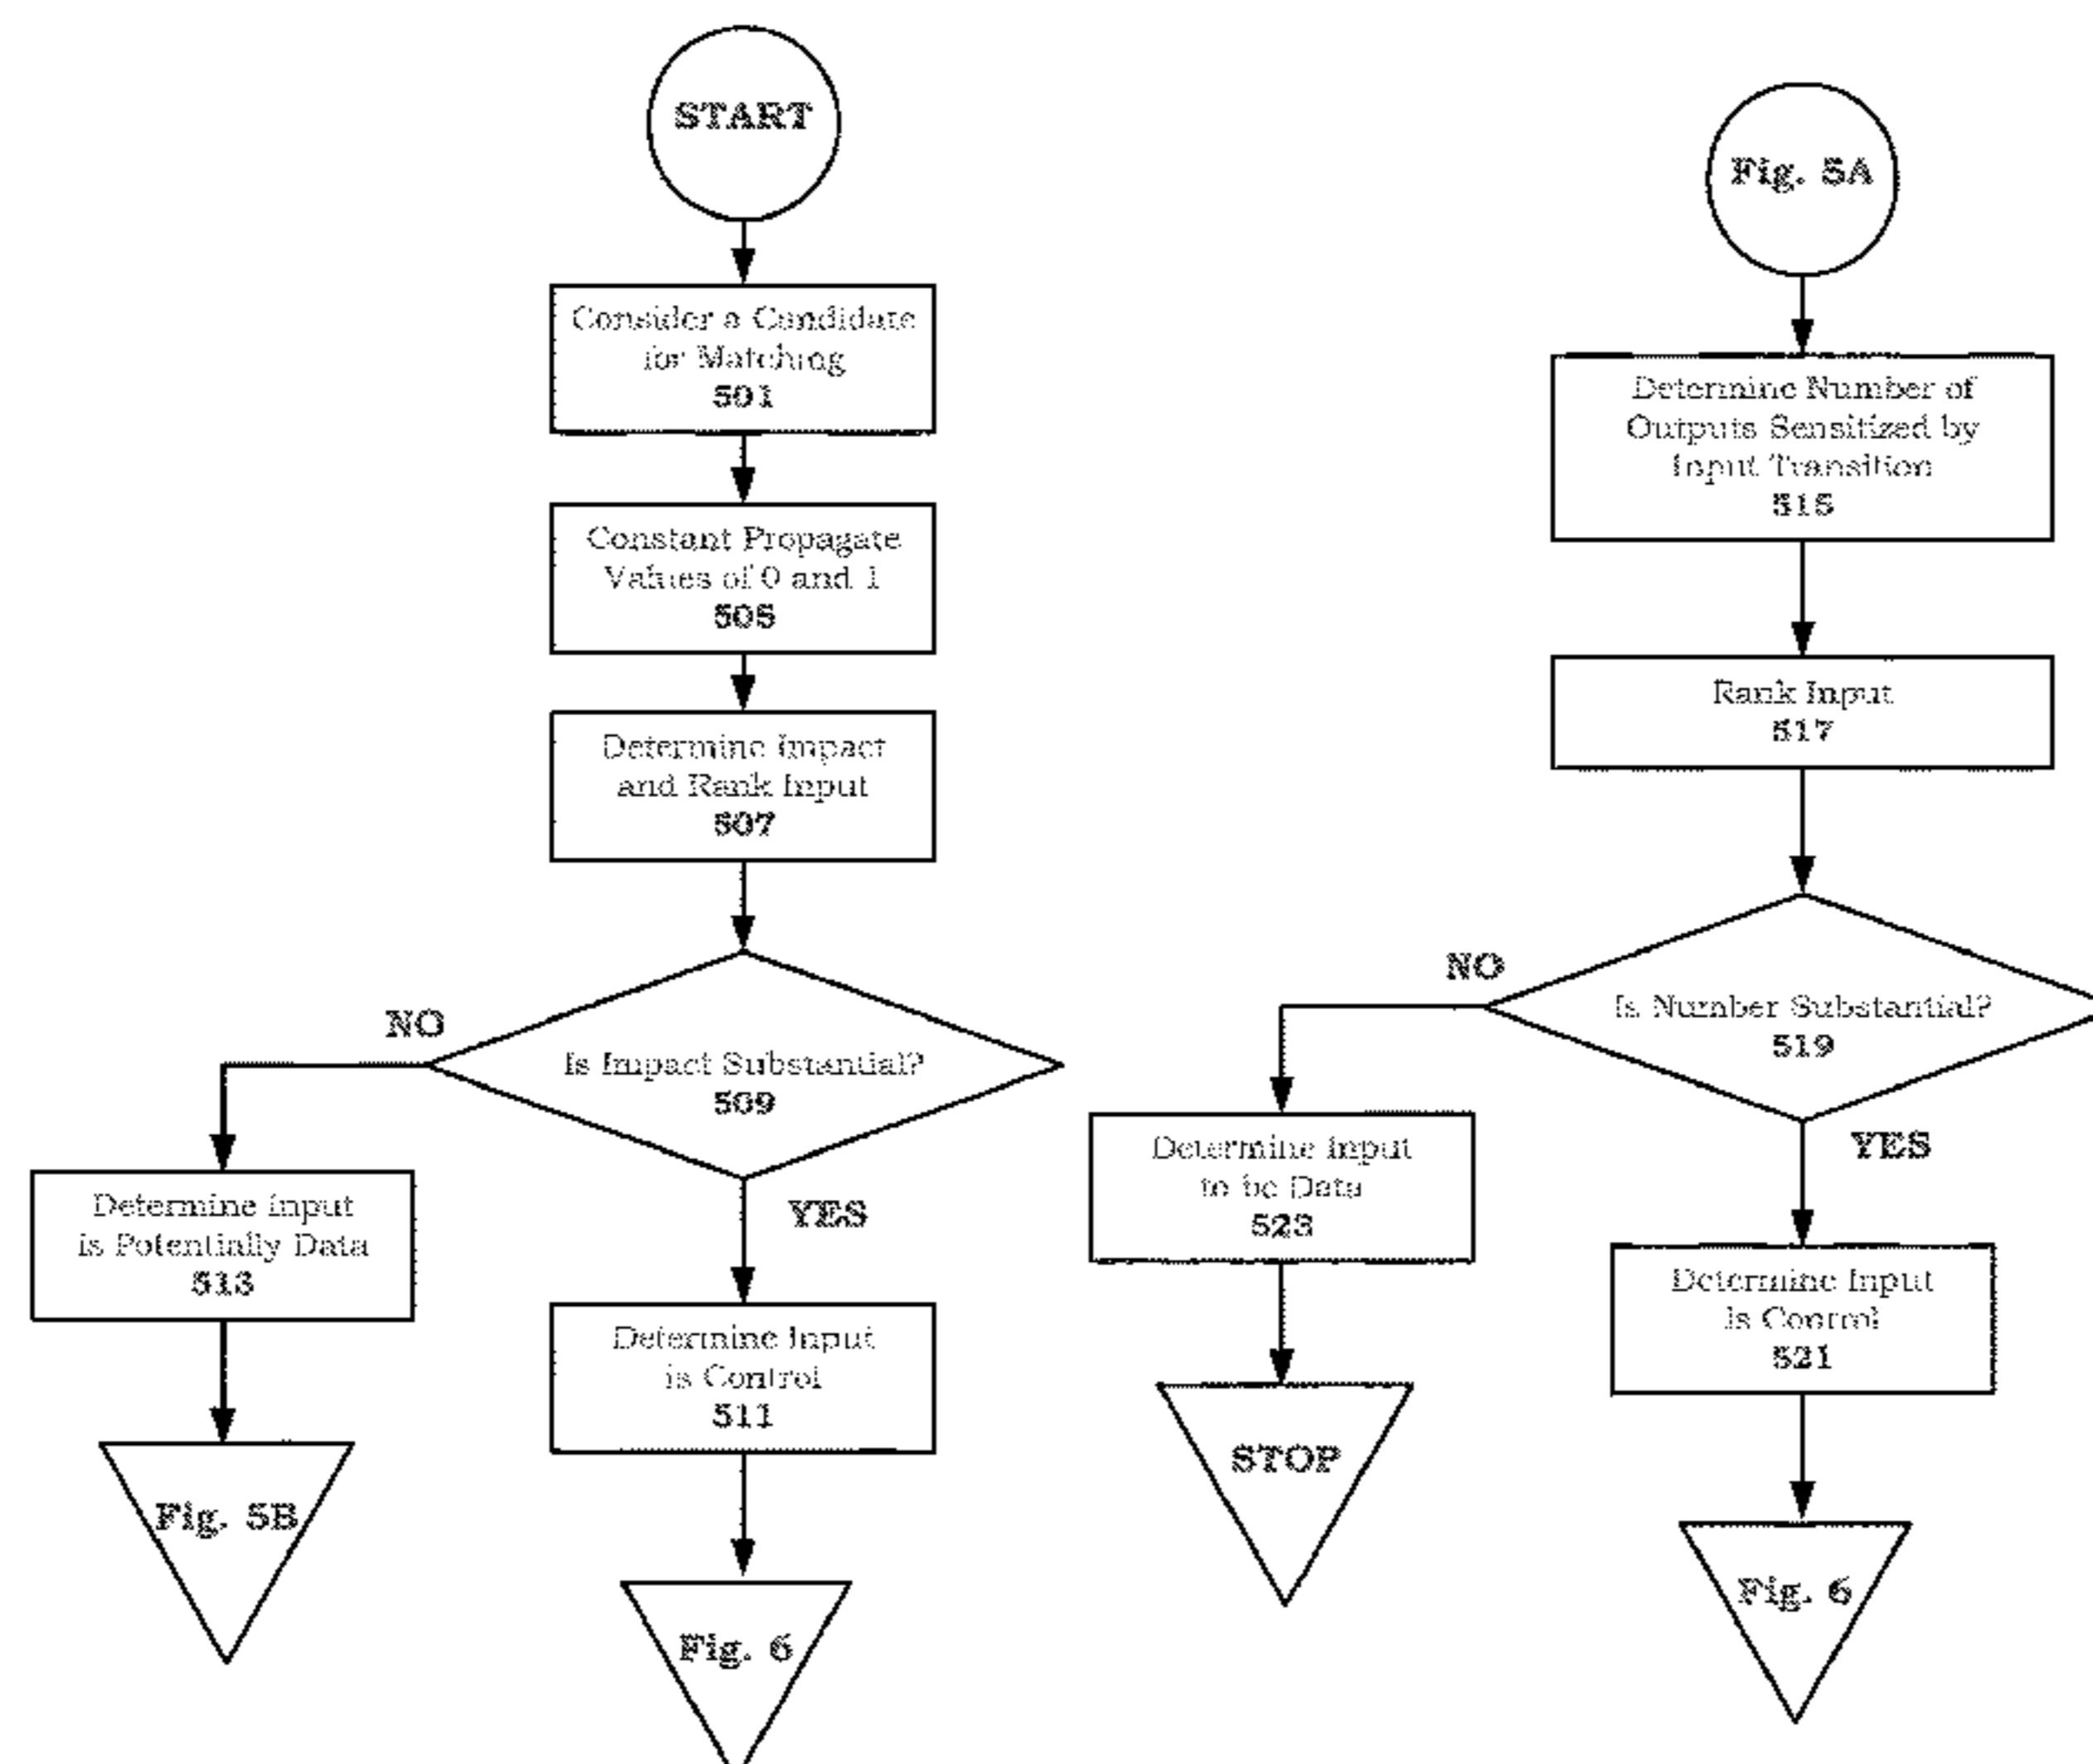 START
Consider a Candidate
for Matching
501
Constant Propagate
Values of 0 and 1
505
Determine Impact
and Rank Input
507
Is Impact Substantial?
509
NO
YES
Determine Input
is Potentially Data
513
Fig. 5B
Determine Input
is Control
511
Fig. 6
Fig. 5A
Determine Number of
Outputs Sensitized by
Input Transition
515
Rank Input
517
Is Number Substantial?
519
NO
YES
Determine Input
to be Data
523
STOP
Determine Input
is Control
521
Fig. 6